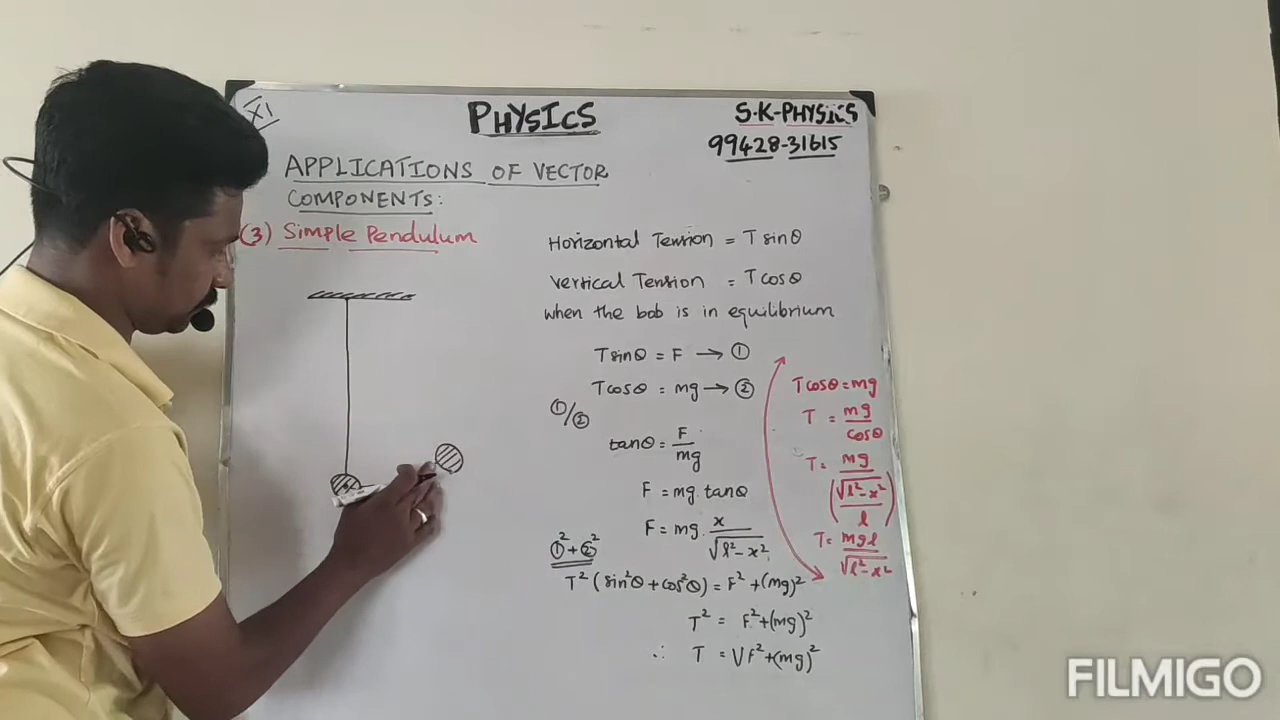 XI
PHYSICS
S.K-PHYSICS
99428-31615
APPLICATIONS OF VECTOR
COMPONENTS:
(3) Simple Pendulum
Horizontal Tension = T sinθ
Vertical Tension = T cosθ
when the bob is in equilibrium
T sinθ = F → ①
T cosθ = mg → ②
①/②
tanθ = F/mg
F = mg tanθ
F = mg. x/√l²-x²
①²+②²
T² (sin²θ + cos²θ) = F² + (mg)²
T² = F² + (mg)²
∴ T = √F² + (mg)²
T cosθ = mg
T = mg/cosθ
T = mg/(√l²-x²/l)
T = mgl/√l²-x²
FILMIGO